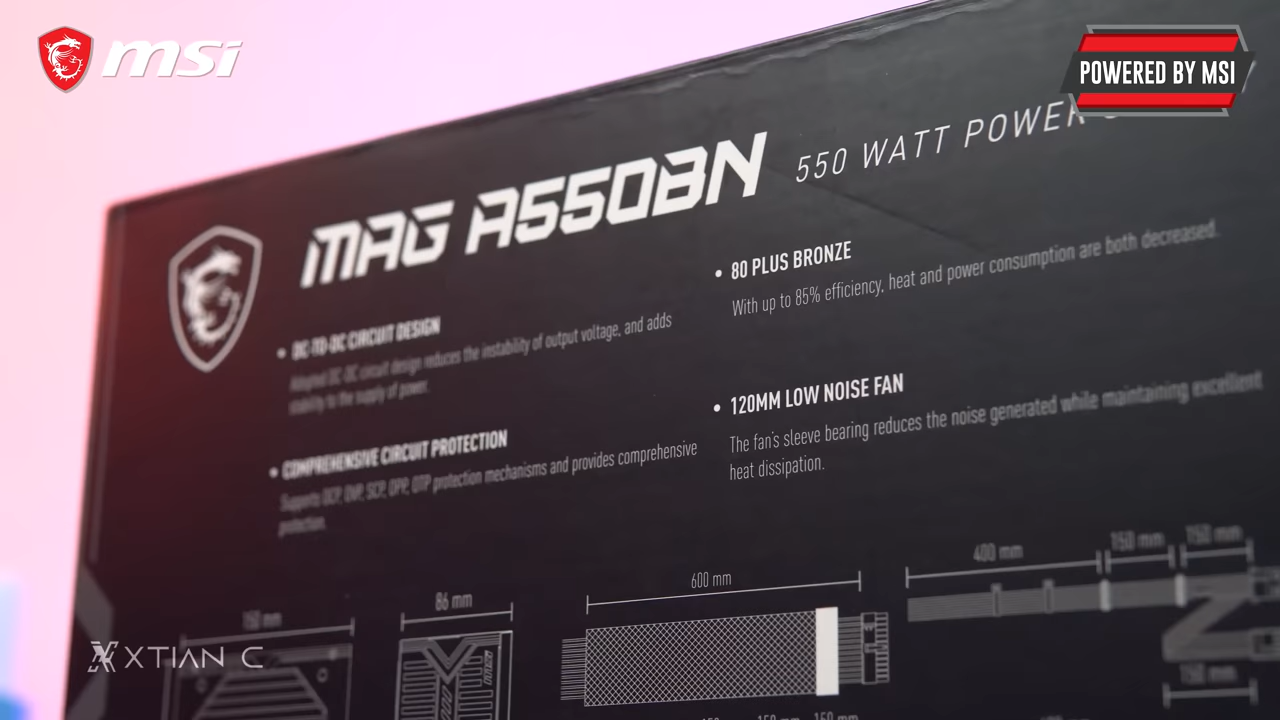 msi
POWERED BY MSI
MAG A550BN
550 WATT POWER
• DC-TO-DC CIRCUIT DESIGN
Adopted DC-DC circuit design reduces the instability of output voltage, and adds
stability to the supply of power.
• COMPREHENSIVE CIRCUIT PROTECTION
Supports OCP, OVP, SCP, OPP, OTP protection mechanisms and provides comprehensive
protection.
• 80 PLUS BRONZE
With up to 85% efficiency, heat and power consumption are both decreased.
• 120MM LOW NOISE FAN
The fan's sleeve bearing reduces the noise generated while maintaining excellent
heat dissipation.
150 mm
86 mm
600 mm
400 mm
150 mm
150 mm
150 mm
150 mm
150 mm
XTIAN C